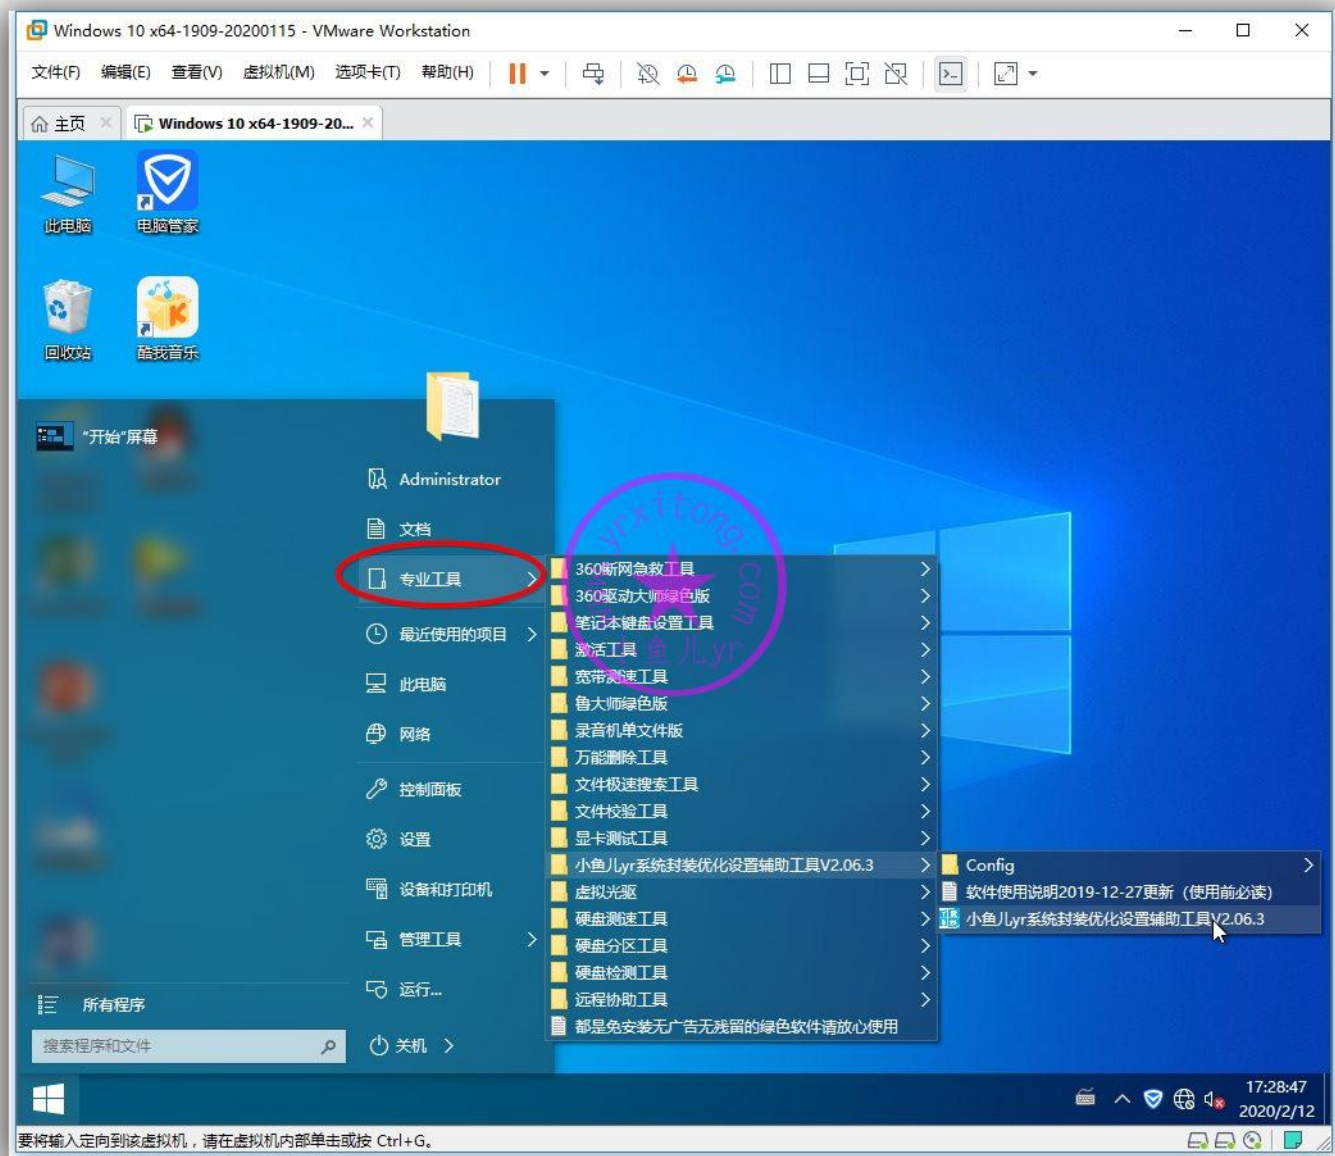 Windows 10 x64-1909-20200115 - VMware Workstation
文件(F) 编辑(E) 查看(V) 虚拟机(M) 选项卡(T) 帮助(H)
主页
Windows 10 x64-1909-20...
此电脑
电脑管家
回收站
酷我音乐
"开始"屏幕
Administrator
文档
专业工具
最近使用的项目
此电脑
网络
控制面板
设置
设备和打印机
管理工具
运行...
关机
所有程序
搜索程序和文件
360断网急救工具
360驱动大师绿色版
笔记本键盘设置工具
激活工具
宽带测速工具
鲁大师绿色版
录音机单文件版
万能删除工具
文件极速搜索工具
文件校验工具
显卡测试工具
小鱼儿yr系统封装优化设置辅助工具V2.06.3
虚拟光驱
硬盘测速工具
硬盘分区工具
硬盘检测工具
远程协助工具
都是免安装无广告无残留的绿色软件请放心使用
Config
软件使用说明2019-12-27更新（使用前必读）
小鱼儿yr系统封装优化设置辅助工具V2.06.3
www.yrxitong.com
小鱼儿yr
17:28:47
2020/2/12
要将输入定向到该虚拟机，请在虚拟机内部单击或按 Ctrl+G。